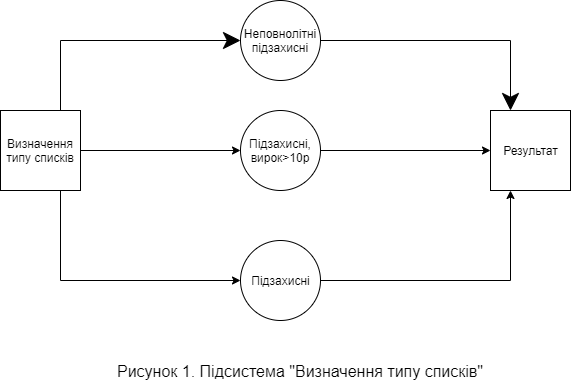 Неповнолітні
підзахисні
Визначення
типу списків
Підзахисні,
вирок>10р
Результат
Підзахисні
Рисунок 1. Підсистема "Визначення типу списків"